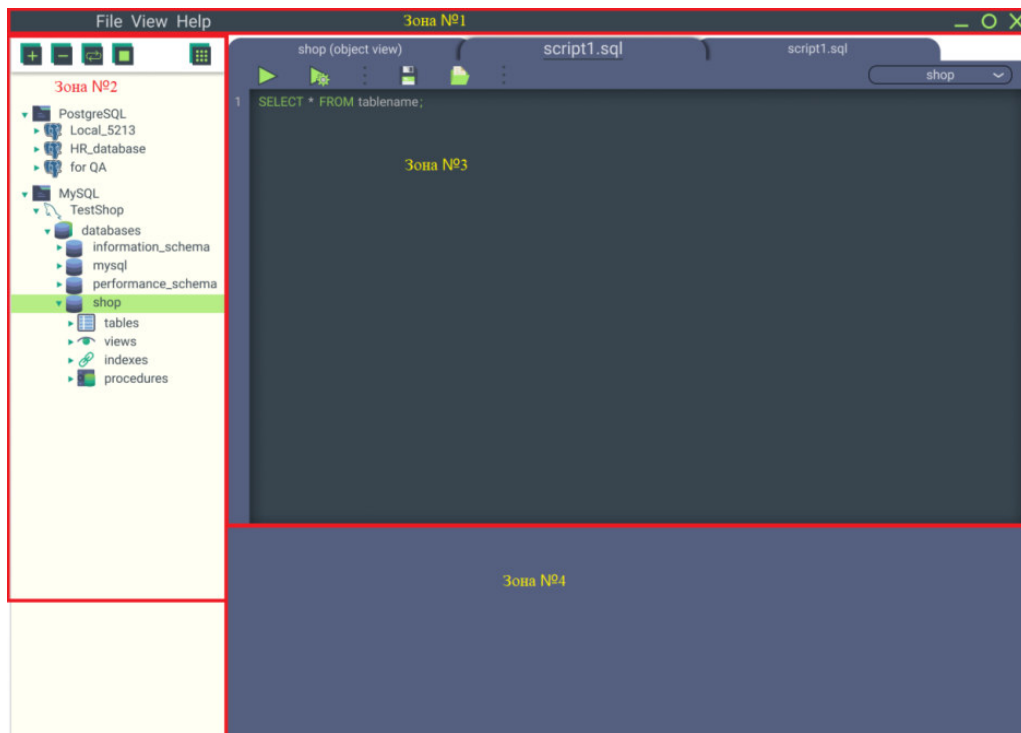 File View Help
Зона №1
Зона №2
PostgreSQL
Local_5213
HR_database
for QA
MySQL
TestShop
databases
information_schema
mysql
performance_schema
shop
tables
views
indexes
procedures
shop (object view)
script1.sql
script1.sql
shop
1 SELECT * FROM tablename;
Зона №3
Зона №4